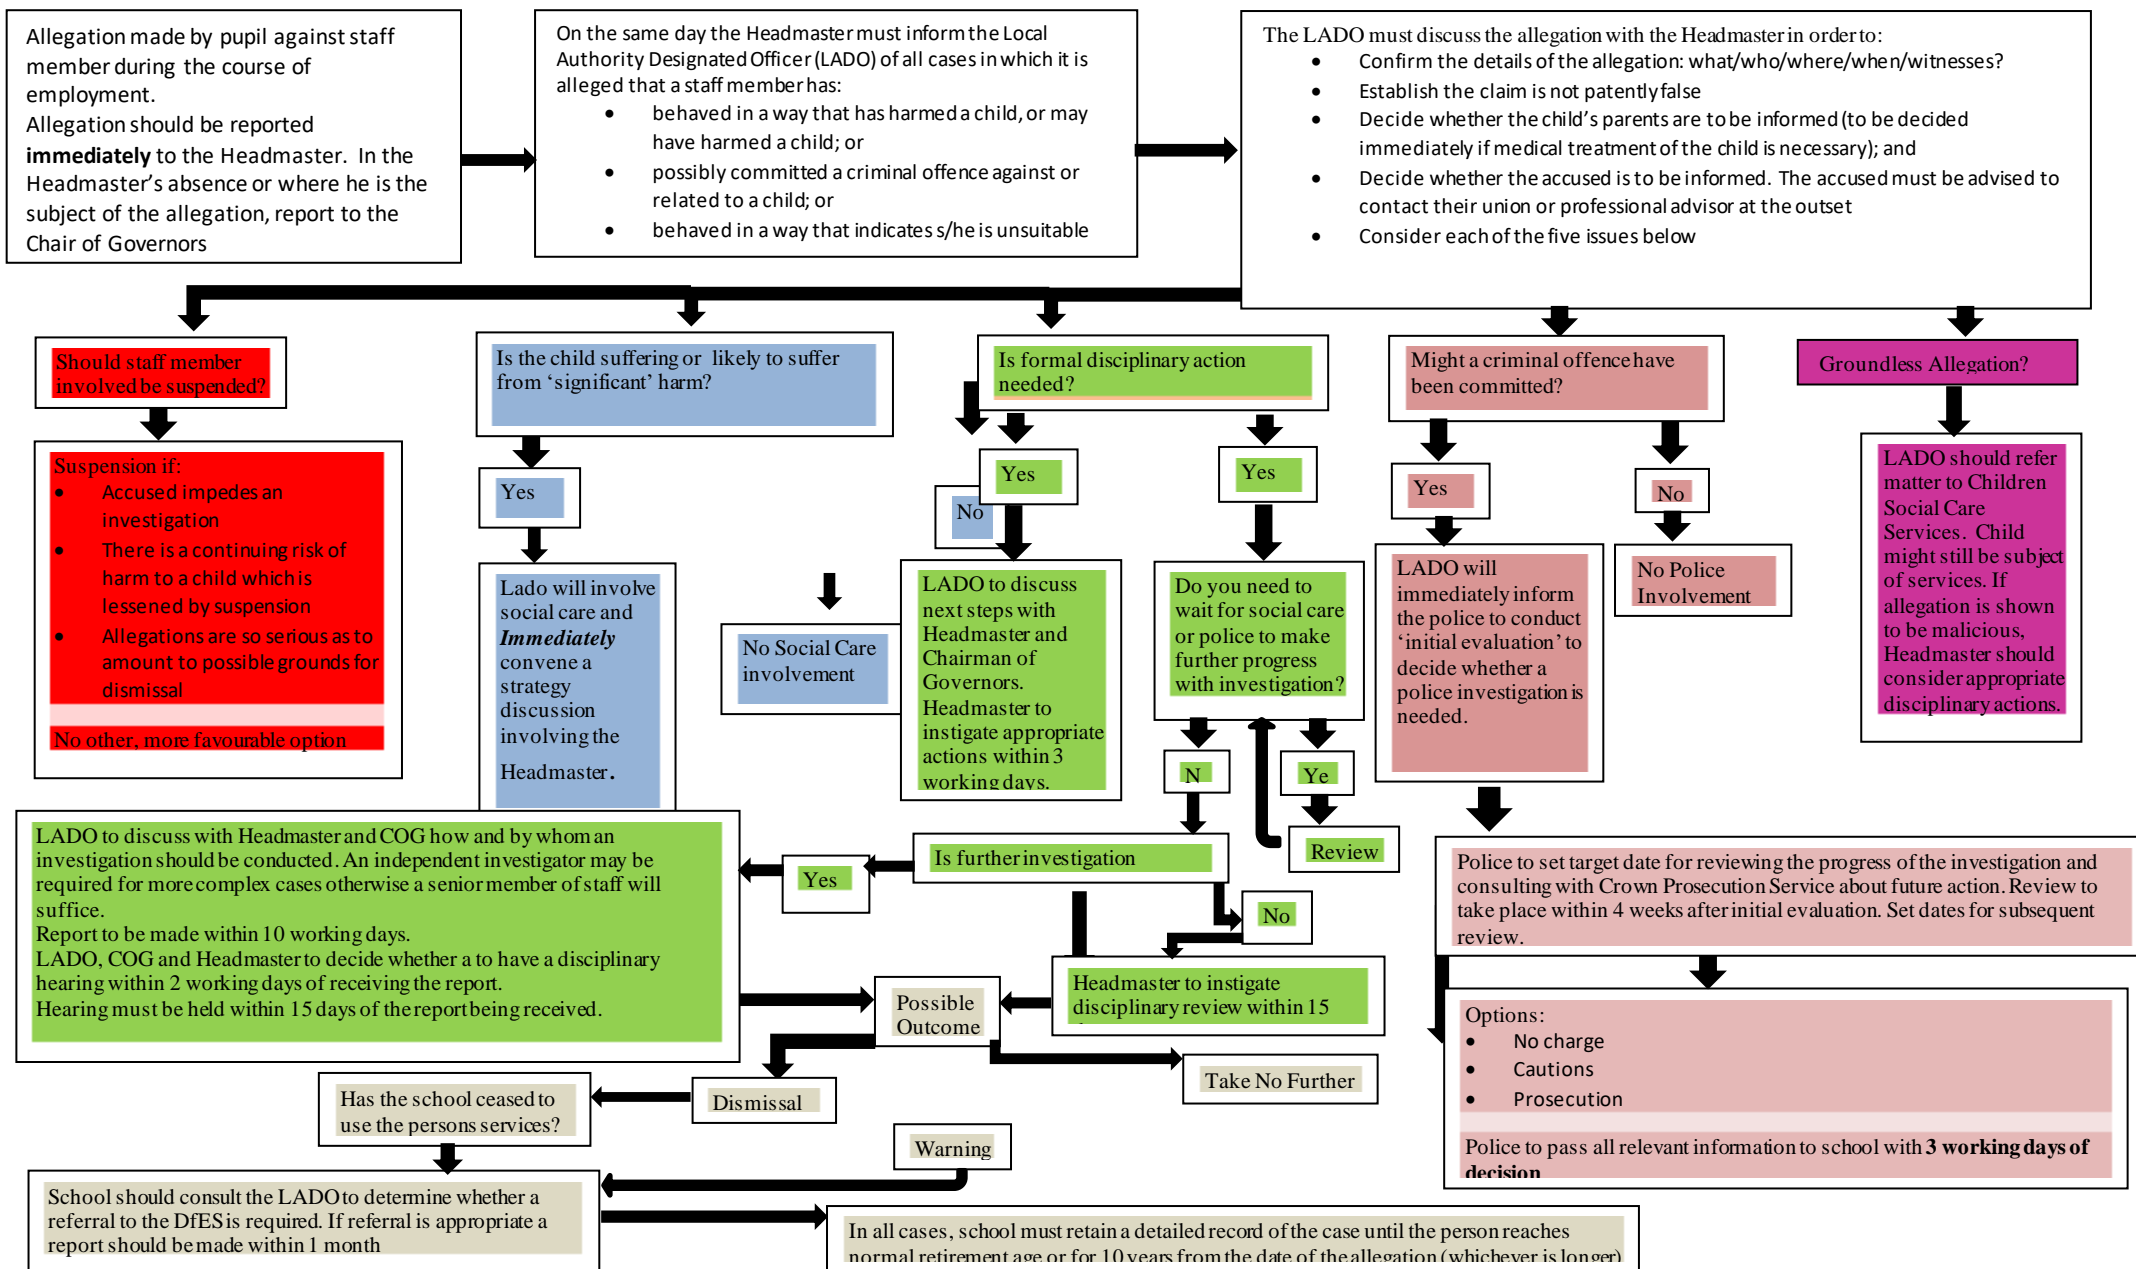 Allegation made by pupil against staff
member during the course of
employment.
Allegation should be reported
immediately to the Headmaster. In the
Headmaster's absence or where he is the
subject of the allegation, report to the
Chair of Governors
On the same day the Headmaster must inform the Local
Authority Designated Officer (LADO) of all cases in which it is
alleged that a staff member has:
• behaved in a way that has harmed a child, or may
have harmed a child; or
• possibly committed a criminal offence against or
related to a child; or
• behaved in a way that indicates s/he is unsuitable
The LADO must discuss the allegation with the Headmaster in order to:
• Confirm the details of the allegation: what/who/where/when/witnesses?
• Establish the claim is not patently false
• Decide whether the child's parents are to be informed (to be decided
immediately if medical treatment of the child is necessary); and
• Decide whether the accused is to be informed. The accused must be advised to
contact their union or professional advisor at the outset
• Consider each of the five issues below
Should staff member
involved be suspended?
Is the child suffering or likely to suffer
from 'significant' harm?
Is formal disciplinary action
needed?
Might a criminal offence have
been committed?
Groundless Allegation?
Suspension if:
• Accused impedes an
investigation
• There is a continuing risk of
harm to a child which is
lessened by suspension
• Allegations are so serious as to
amount to possible grounds for
dismissal
No other, more favourable option
Yes
No
Yes
Yes
Yes
No
Lado will involve
social care and
Immediately
convene a
strategy
discussion
involving the
Headmaster.
No Social Care
involvement
LADO to discuss
next steps with
Headmaster and
Chairman of
Governors.
Headmaster to
instigate appropriate
actions within 3
working days.
Do you need to
wait for social care
or police to make
further progress
with investigation?
LADO will
immediately inform
the police to conduct
'initial evaluation' to
decide whether a
police investigation is
needed.
No Police
Involvement
LADO should refer
matter to Children
Social Care
Services. Child
might still be subject
of services. If
allegation is shown
to be malicious,
Headmaster should
consider appropriate
disciplinary actions.
N
Ye
Review
Is further investigation
Yes
No
LADO to discuss with Headmaster and COG how and by whom an
investigation should be conducted. An independent investigator may be
required for more complex cases otherwise a senior member of staff will
suffice.
Report to be made within 10 working days.
LADO, COG and Headmaster to decide whether a to have a disciplinary
hearing within 2 working days of receiving the report.
Hearing must be held within 15 days of the report being received.
Police to set target date for reviewing the progress of the investigation and
consulting with Crown Prosecution Service about future action. Review to
take place within 4 weeks after initial evaluation. Set dates for subsequent
review.
Headmaster to instigate
disciplinary review within 15
Possible
Outcome
Options:
• No charge
• Cautions
• Prosecution
Police to pass all relevant information to school with 3 working days of
decision
Take No Further
Dismissal
Has the school ceased to
use the persons services?
Warning
School should consult the LADO to determine whether a
referral to the DfES is required. If referral is appropriate a
report should be made within 1 month
In all cases, school must retain a detailed record of the case until the person reaches
normal retirement age or for 10 years from the date of the allegation (whichever is longer)